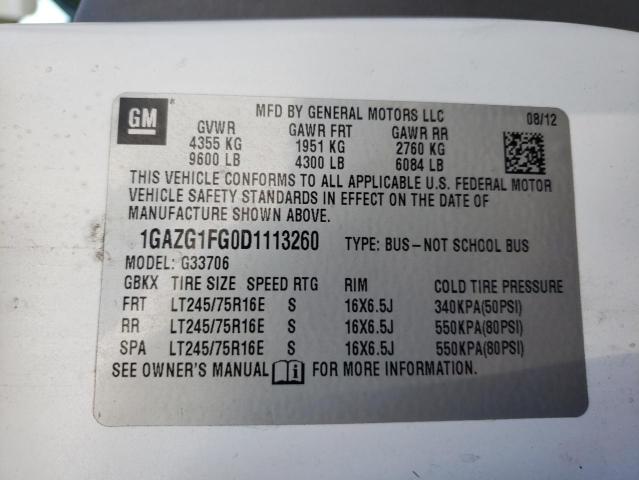 GM
MFD BY GENERAL MOTORS LLC 08/12
GVWR GAWR FRT GAWR RR
4355 KG 1951 KG 2760 KG
9600 LB 4300 LB 6084 LB
THIS VEHICLE CONFORMS TO ALL APPLICABLE U.S. FEDERAL MOTOR
VEHICLE SAFETY STANDARDS IN EFFECT ON THE DATE OF
MANUFACTURE SHOWN ABOVE.
1GAZG1FG0D1113260 TYPE: BUS–NOT SCHOOL BUS
MODEL: G33706
GBKX TIRE SIZE SPEED RTG RIM COLD TIRE PRESSURE
FRT LT245/75R16E S 16X6.5J 340KPA(50PSI)
RR LT245/75R16E S 16X6.5J 550KPA(80PSI)
SPA LT245/75R16E S 16X6.5J 550KPA(80PSI)
SEE OWNER'S MANUAL i FOR MORE INFORMATION.